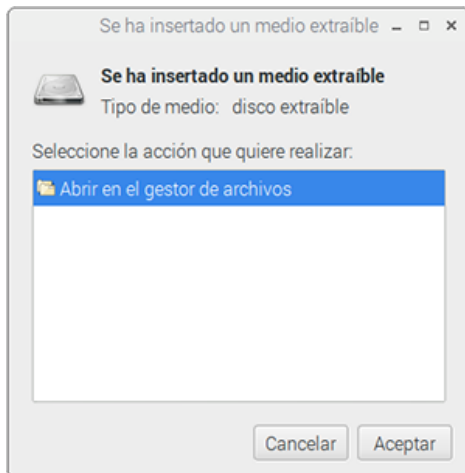 Se ha insertado un medio extraíble
Se ha insertado un medio extraíble
Tipo de medio: disco extraíble
Seleccione la acción que quiere realizar:
Abrir en el gestor de archivos
Cancelar Aceptar